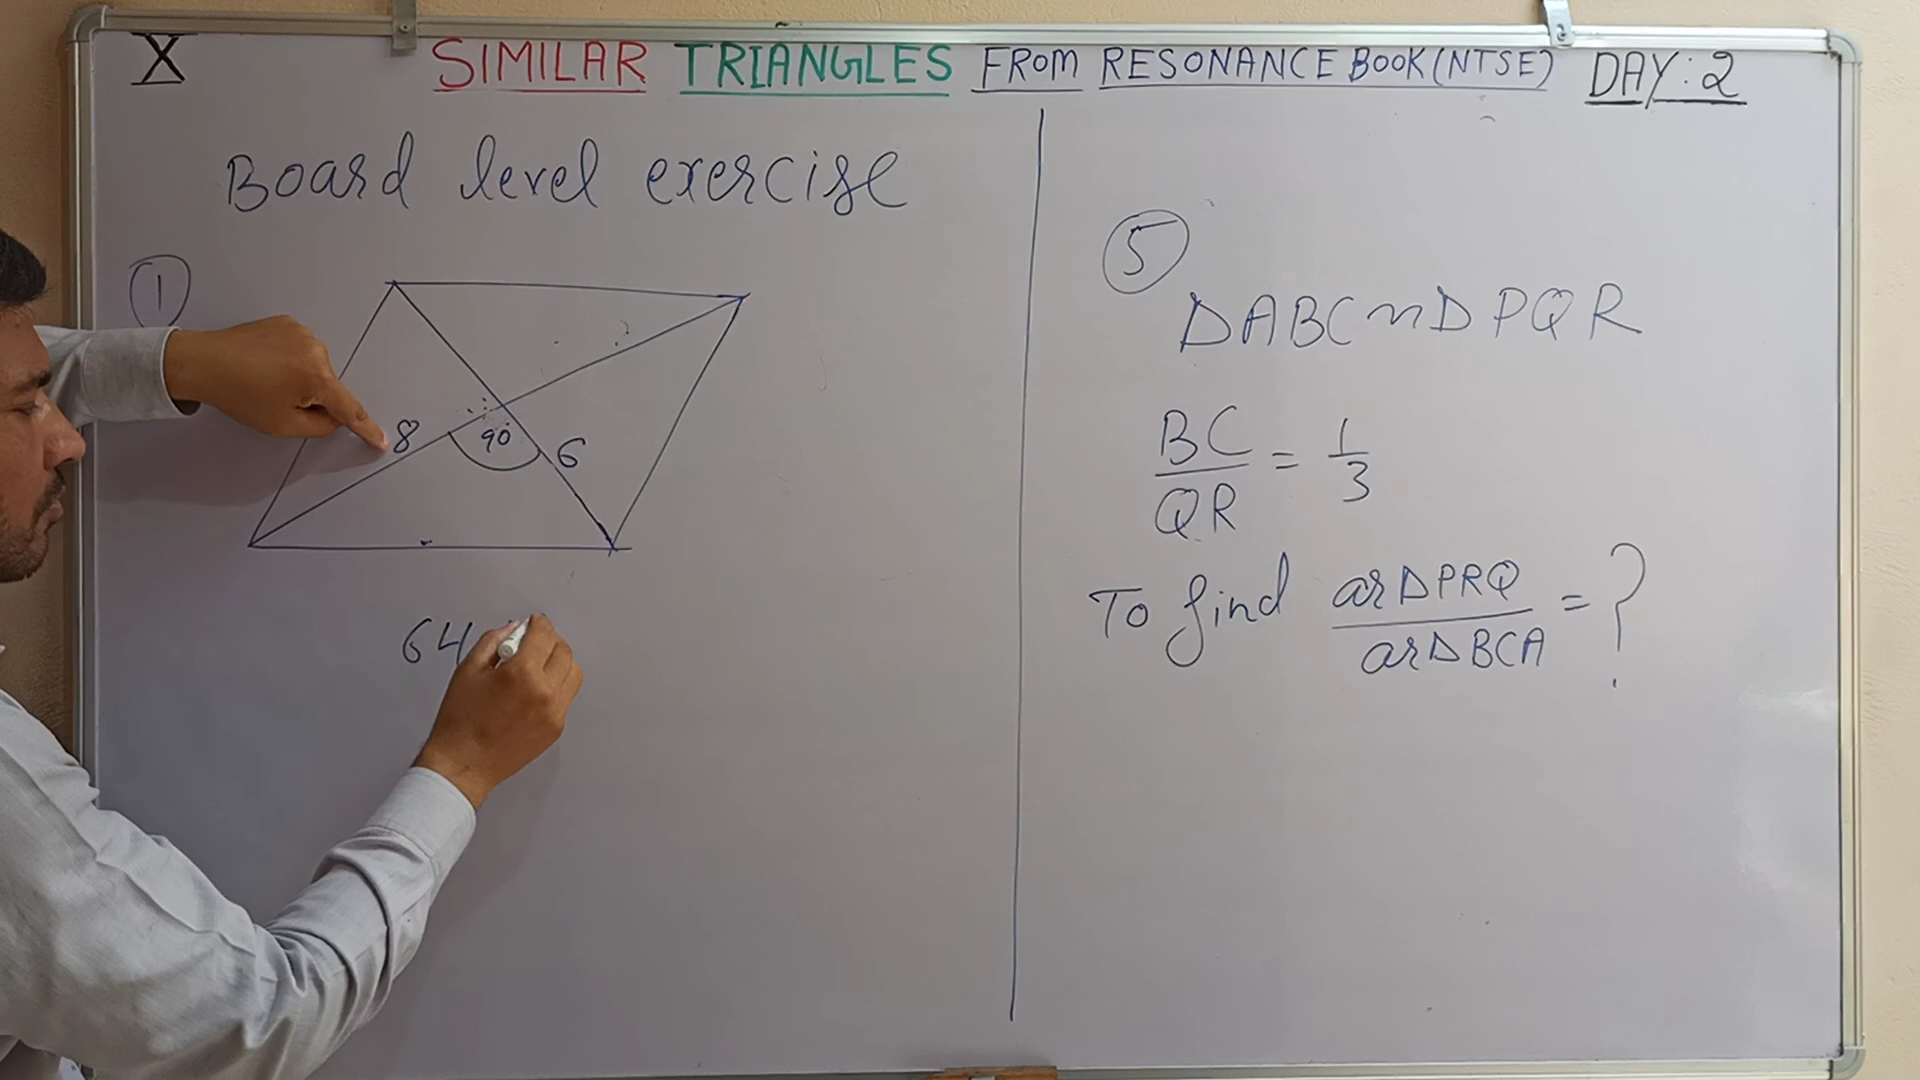 X SIMILAR TRIANGLES FROM RESONANCE BOOK (NTSE) DAY : 2
Board level exercise
1
8
90
6
64
5
ΔABC ~ Δ PQR
BC/QR = 1/3
To find arΔPRQ/arΔBCA = ?